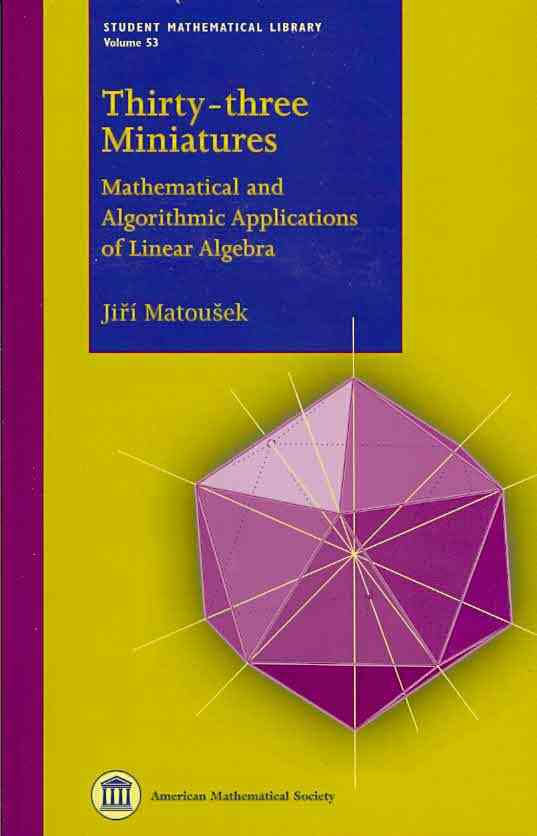 STUDENT MATHEMATICAL LIBRARY
Volume 53
Thirty-three
Miniatures
Mathematical and
Algorithmic Applications
of Linear Algebra
Jiří Matoušek
American Mathematical Society